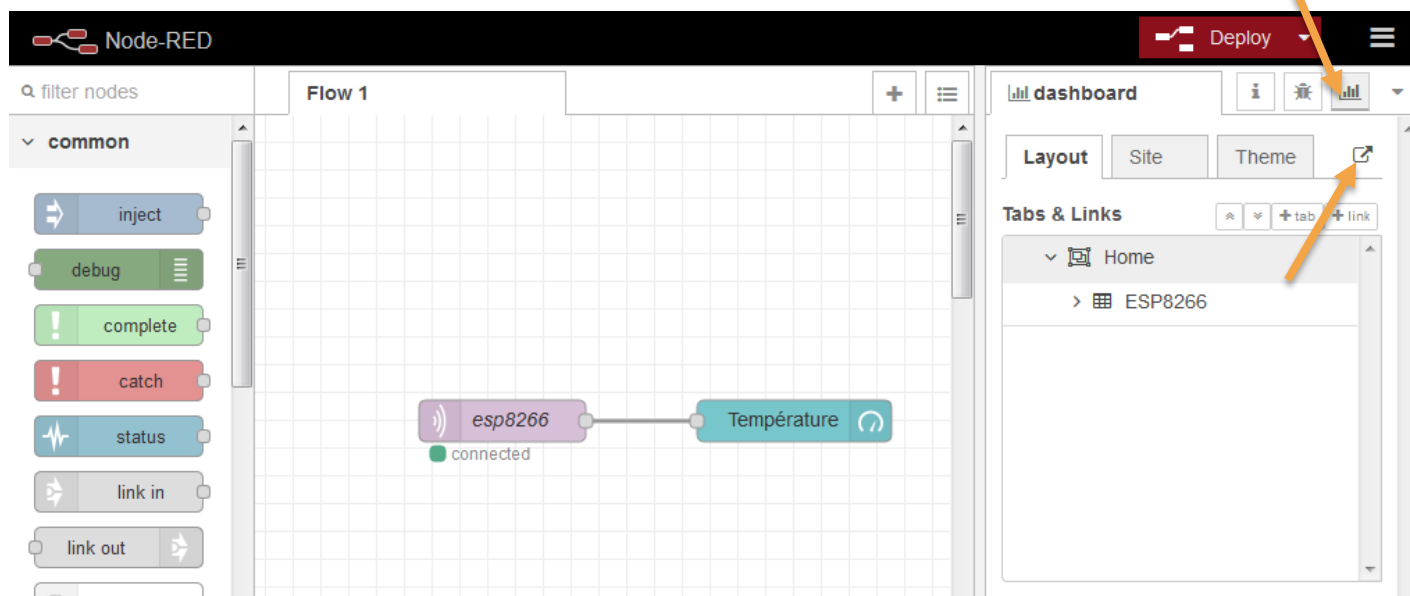 Node-RED
Deploy
filter nodes
Flow 1
dashboard
common
Layout
Site
Theme
inject
Tabs & Links
+ tab
+ link
debug
Home
complete
ESP8266
catch
esp8266
Température
status
connected
link in
link out